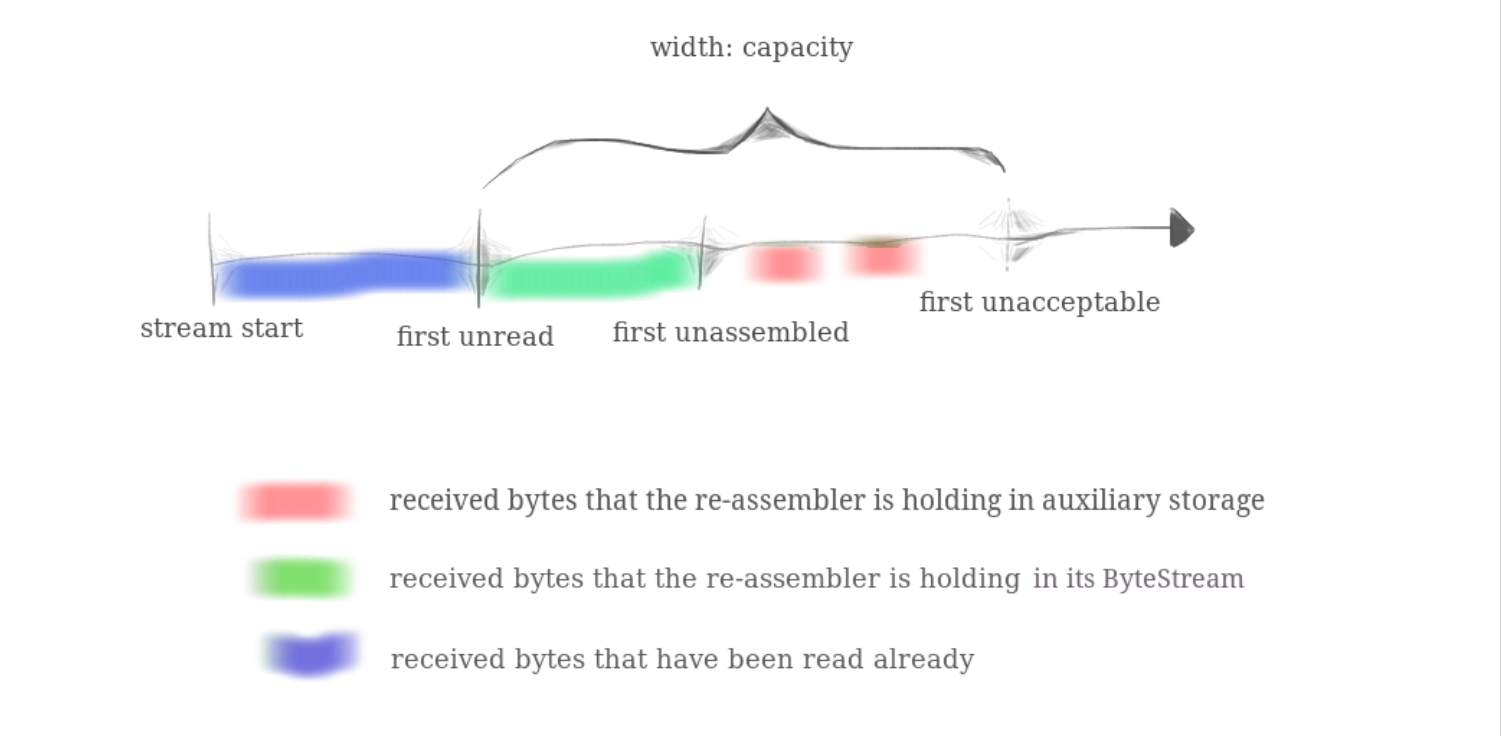 width: capacity
stream start
first unread
first unassembled
first unacceptable
received bytes that the re-assembler is holding in auxiliary storage
received bytes that the re-assembler is holding in its ByteStream
received bytes that have been read already